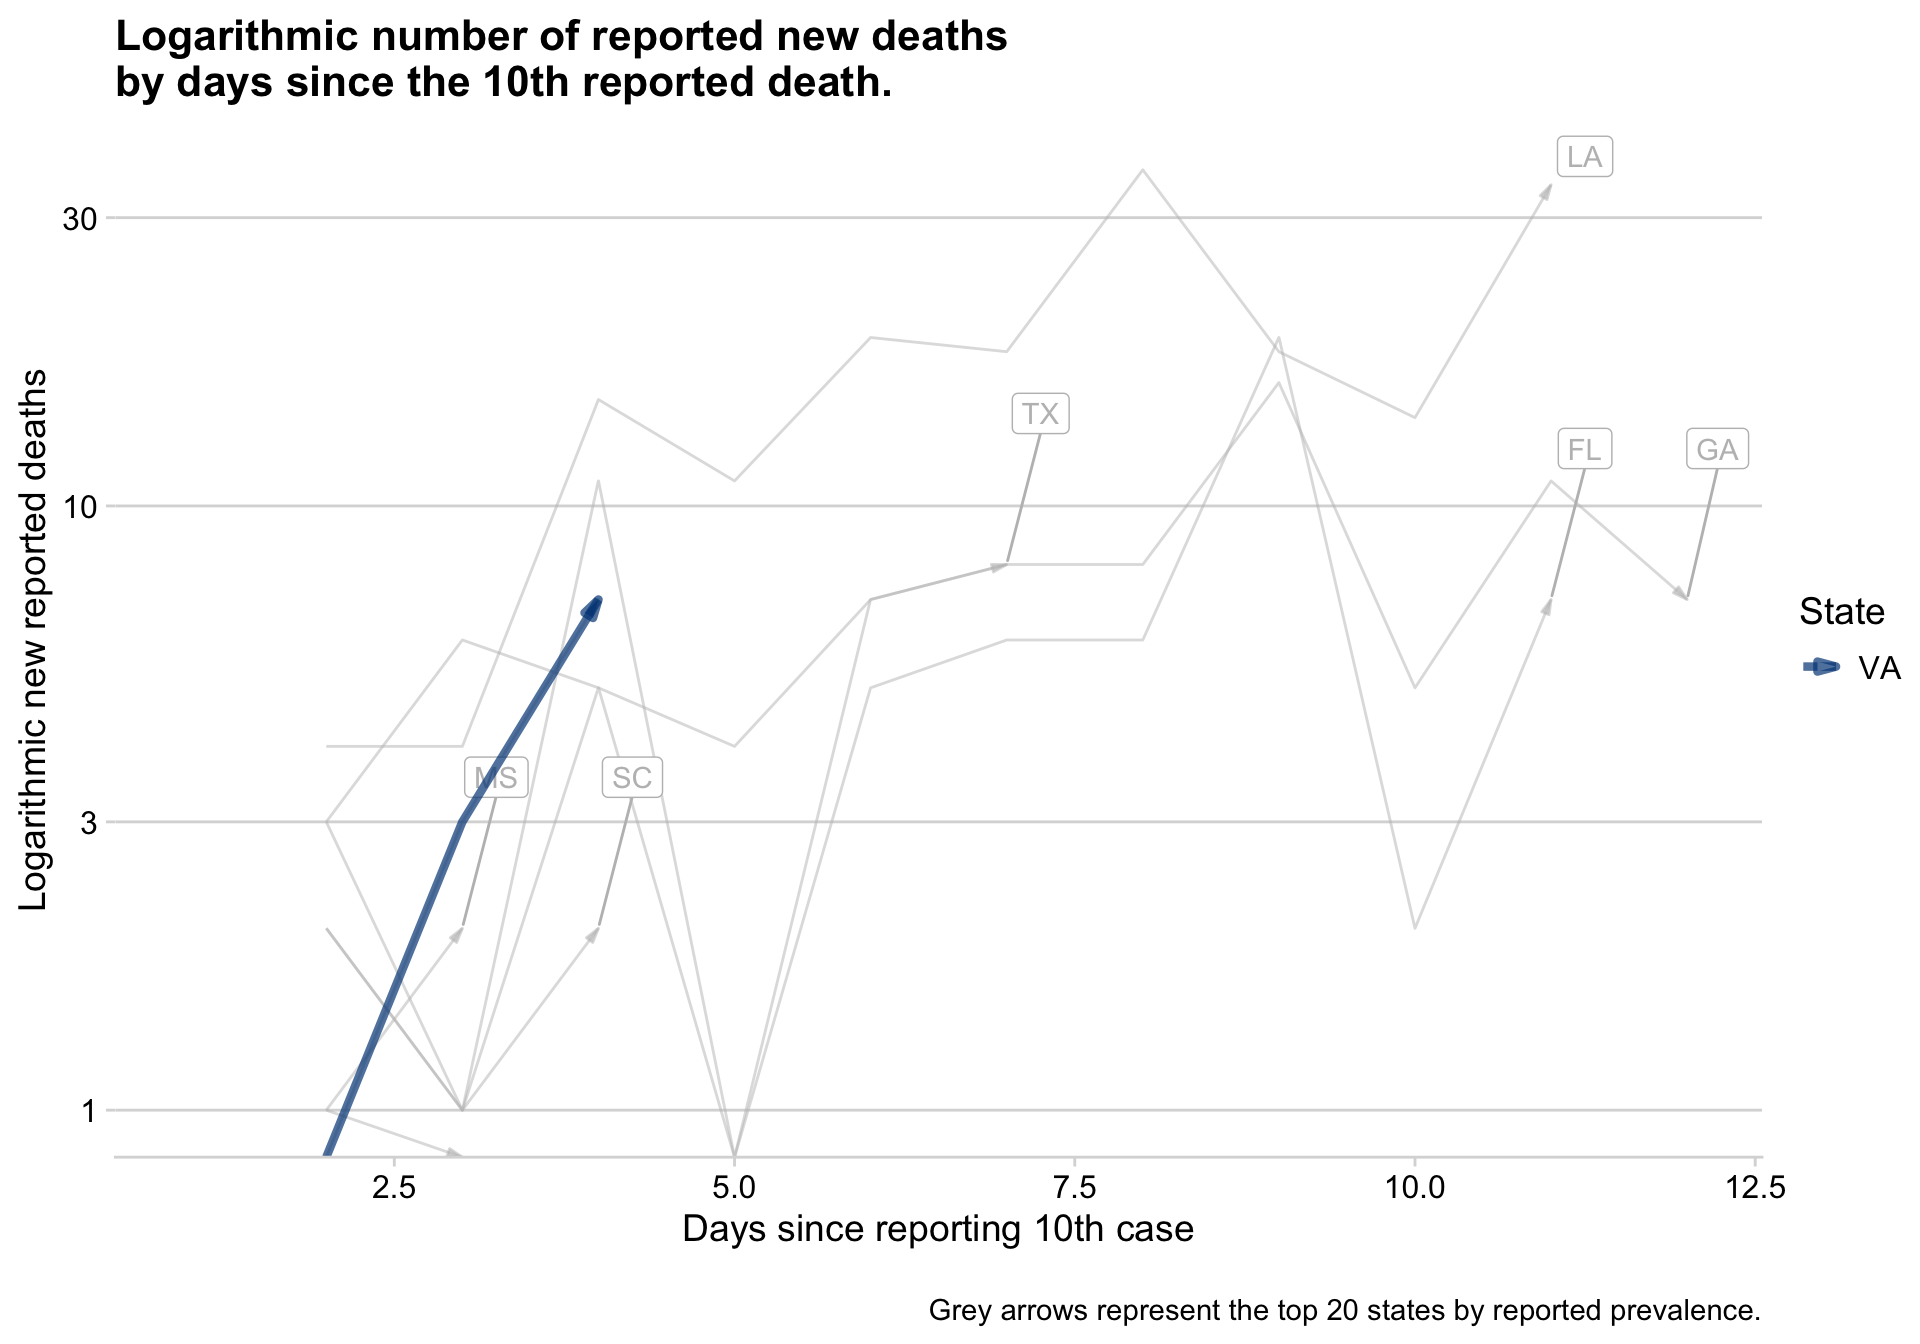 Logarithmic number of reported new deaths
by days since the 10th reported death.
Logarithmic new reported deaths
30
10
3
1
LA
TX
FL
GA
MS
SC
State
VA
2.5
5.0
7.5
10.0
12.5
Days since reporting 10th case
Grey arrows represent the top 20 states by reported prevalence.